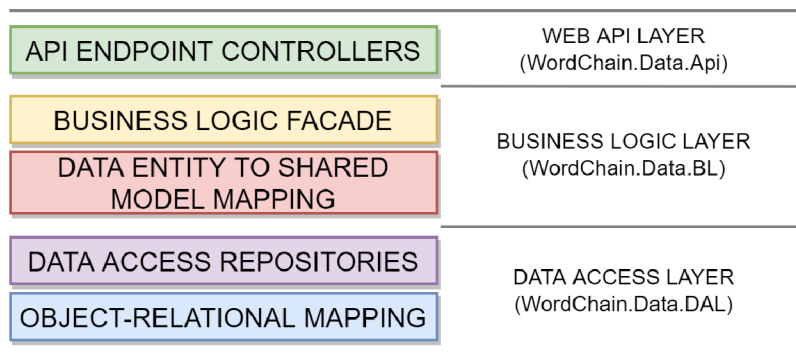 API ENDPOINT CONTROLLERS
WEB API LAYER
(WordChain.Data.Api)
BUSINESS LOGIC FACADE
DATA ENTITY TO SHARED
MODEL MAPPING
BUSINESS LOGIC LAYER
(WordChain.Data.BL)
DATA ACCESS REPOSITORIES
OBJECT-RELATIONAL MAPPING
DATA ACCESS LAYER
(WordChain.Data.DAL)